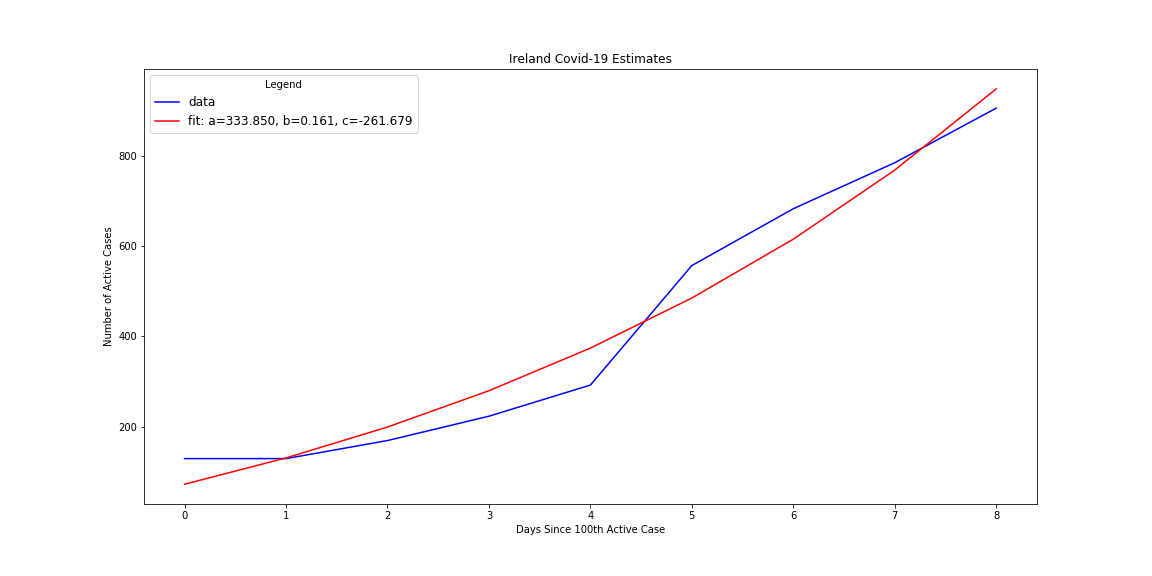 Ireland Covid-19 Estimates
Legend
data
fit: a=333.850, b=0.161, c=-261.679
Number of Active Cases
800
600
400
200
0 1 2 3 4 5 6 7 8
Days Since 100th Active Case